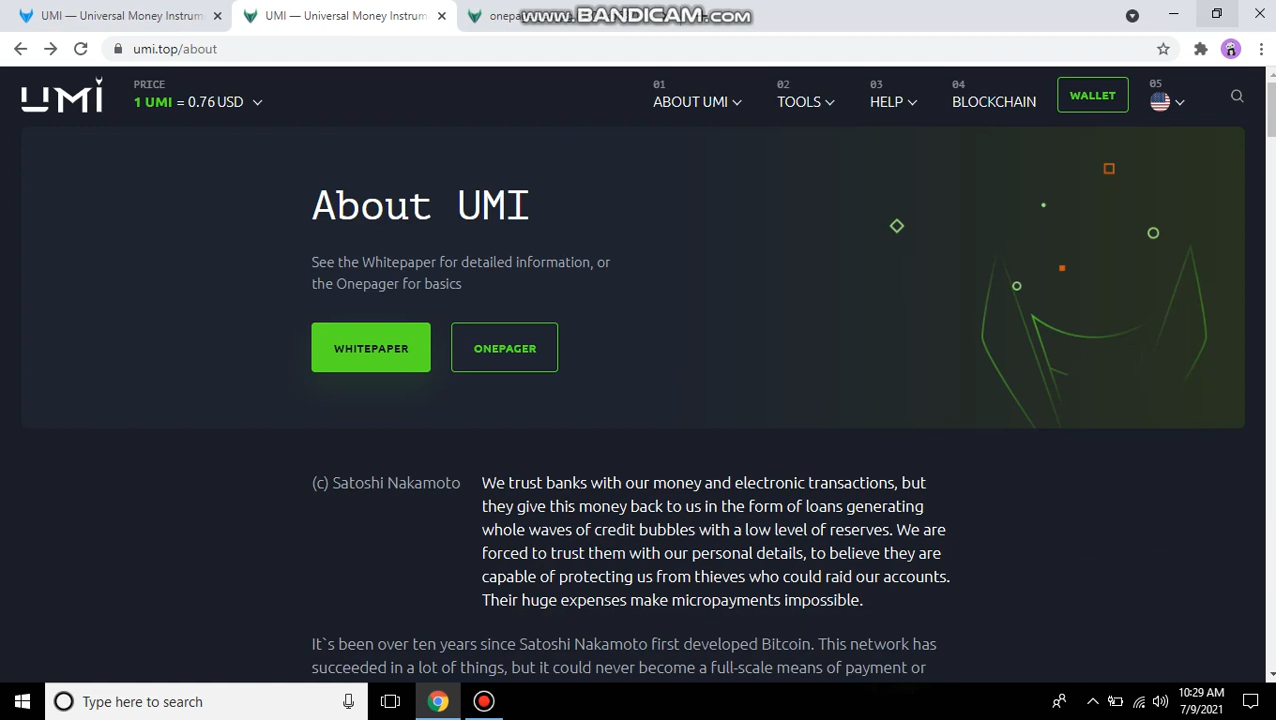 UMI — Universal Money Instrum
UMI — Universal Money Instrum
onepa
www.BANDICAM.com
umi.top/about
UMI
PRICE
1 UMI = 0.76 USD
01
ABOUT UMI
02
TOOLS
03
HELP
04
BLOCKCHAIN
WALLET
05
About UMI
See the Whitepaper for detailed information, or
the Onepager for basics
WHITEPAPER
ONEPAGER
(c) Satoshi Nakamoto
We trust banks with our money and electronic transactions, but
they give this money back to us in the form of loans generating
whole waves of credit bubbles with a low level of reserves. We are
forced to trust them with our personal details, to believe they are
capable of protecting us from thieves who could raid our accounts.
Their huge expenses make micropayments impossible.
It`s been over ten years since Satoshi Nakamoto first developed Bitcoin. This network has
succeeded in a lot of things, but it could never become a full-scale means of payment or
Type here to search
10:29 AM
7/9/2021